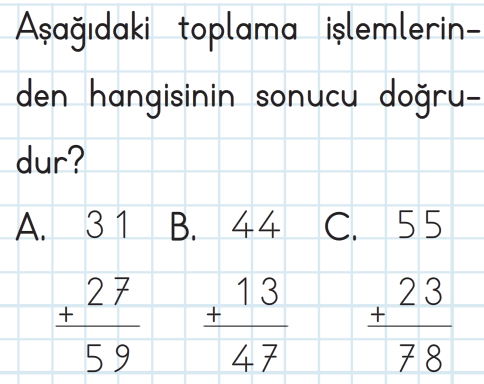 Aşağıdaki toplama işlemlerin-
den hangisinin sonucu doğru-
dur?
A. 31 B. 44 C. 55
+ 27 + 13 + 23
59 47 78